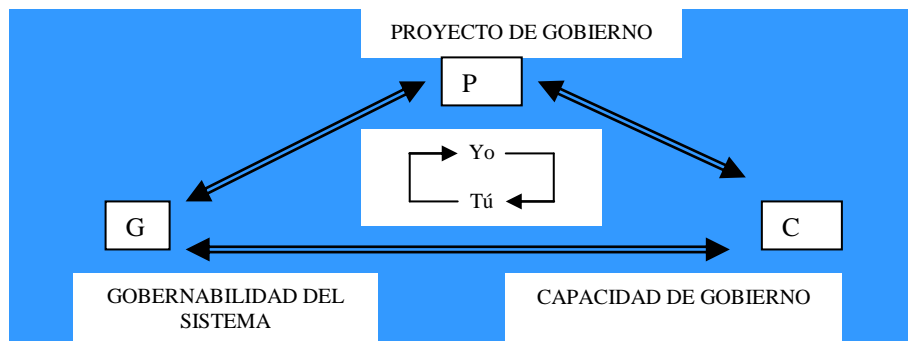 PROYECTO DE GOBIERNO
P
Yo
Tú
G
C
GOBERNABILIDAD DEL
SISTEMA
CAPACIDAD DE GOBIERNO